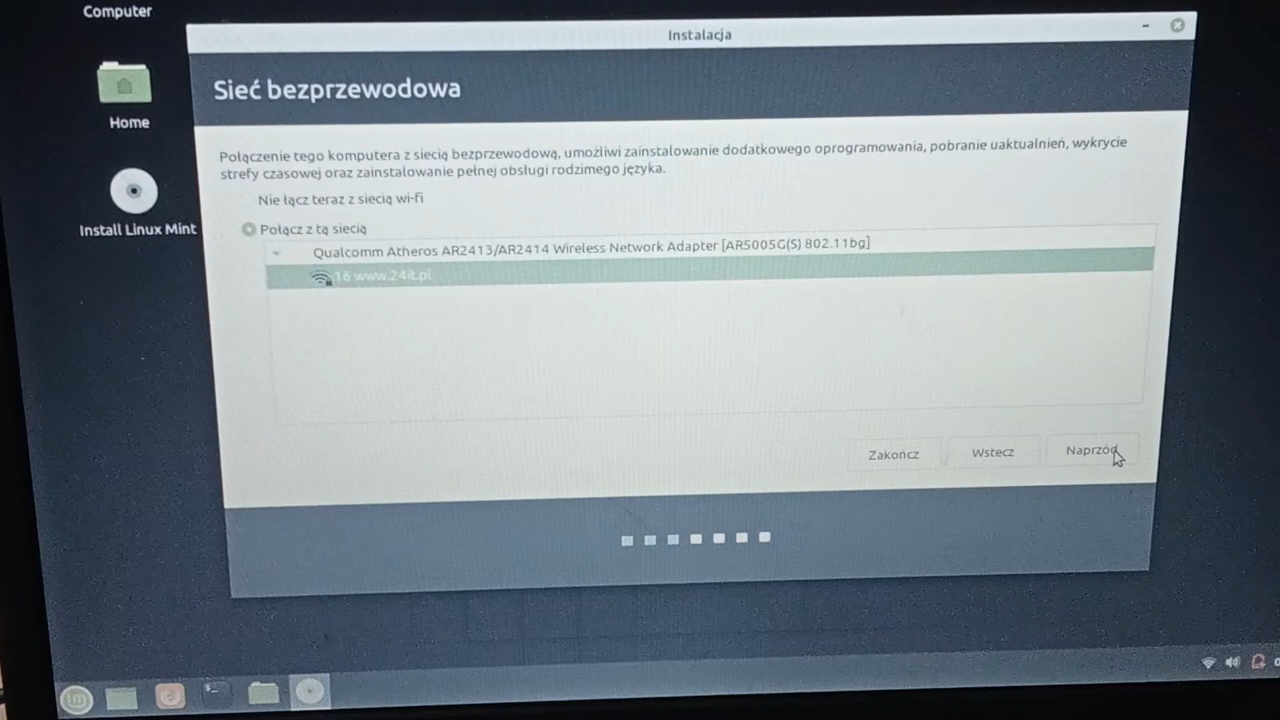 Computer
Instalacja
Sieć bezprzewodowa
Home
Połączenie tego komputera z siecią bezprzewodową, umożliwi zainstalowanie dodatkowego oprogramowania, pobranie uaktualnień, wykrycie
strefy czasowej oraz zainstalowanie pełnej obsługi rodzimego języka.
Nie łącz teraz z siecią wi-fi
Install Linux Mint
Połącz z tą siecią
Qualcomm Atheros AR2413/AR2414 Wireless Network Adapter [AR5005G(S) 802.11bg]
16 www.24it.pl
Zakończ
Wstecz
Naprzód